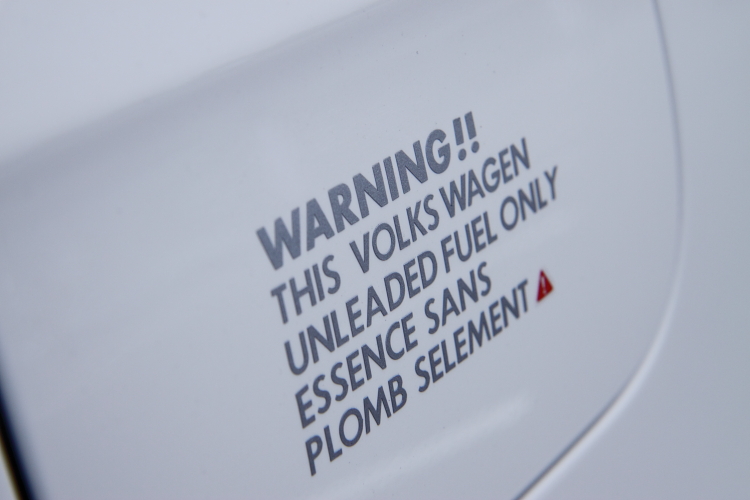 WARNING!!
THIS VOLKS WAGEN
UNLEADED FUEL ONLY
ESSENCE SANS
PLOMB SELEMENT